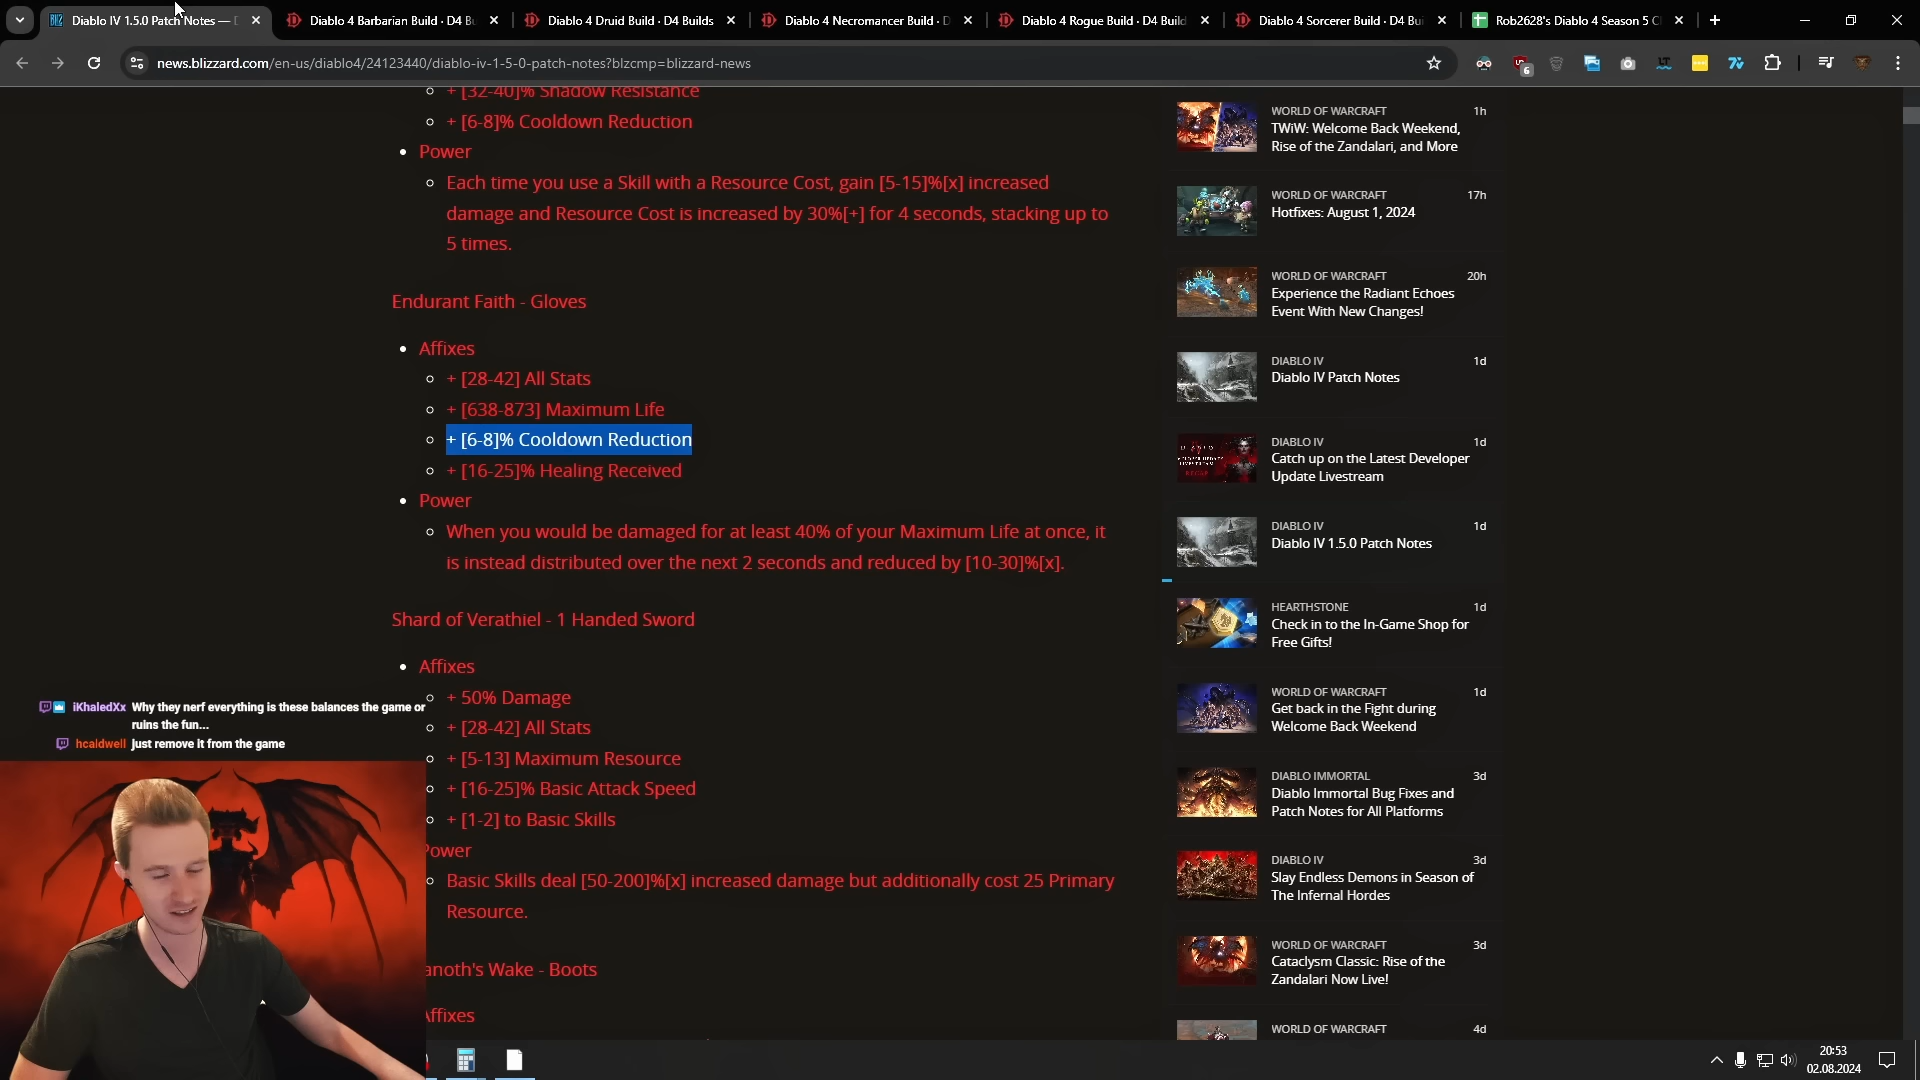 Diablo IV 1.5.0 Patch Notes —
Diablo 4 Barbarian Build · D4 Bu
Diablo 4 Druid Build · D4 Builds
Diablo 4 Necromancer Build · D
Diablo 4 Rogue Build · D4 Build
Diablo 4 Sorcerer Build · D4 Bui
Rob2628's Diablo 4 Season 5 C
news.blizzard.com/en-us/diablo4/24123440/diablo-iv-1-5-0-patch-notes?blzcmp=blizzard-news
6
+ [32-40]% Shadow Resistance
+ [6-8]% Cooldown Reduction
Power
Each time you use a Skill with a Resource Cost, gain [5-15]%[x] increased
damage and Resource Cost is increased by 30%[+] for 4 seconds, stacking up to
5 times.
Endurant Faith - Gloves
Affixes
+ [28-42] All Stats
+ [638-873] Maximum Life
+ [6-8]% Cooldown Reduction
+ [16-25]% Healing Received
Power
When you would be damaged for at least 40% of your Maximum Life at once, it
is instead distributed over the next 2 seconds and reduced by [10-30]%[x].
Shard of Verathiel - 1 Handed Sword
Affixes
+ 50% Damage
+ [28-42] All Stats
+ [5-13] Maximum Resource
+ [16-25]% Basic Attack Speed
+ [1-2] to Basic Skills
Power
Basic Skills deal [50-200]%[x] increased damage but additionally cost 25 Primary
Resource.
anoth's Wake - Boots
Affixes
iKhaledXx Why they nerf everything is these balances the game or
ruins the fun...
hcaldwell Just remove it from the game
WORLD OF WARCRAFT 1h
TWiW: Welcome Back Weekend,
Rise of the Zandalari, and More
WORLD OF WARCRAFT 17h
Hotfixes: August 1, 2024
WORLD OF WARCRAFT 20h
Experience the Radiant Echoes
Event With New Changes!
DIABLO IV 1d
Diablo IV Patch Notes
DIABLO IV 1d
Catch up on the Latest Developer
Update Livestream
DIABLO IV 1d
Diablo IV 1.5.0 Patch Notes
HEARTHSTONE 1d
Check in to the In-Game Shop for
Free Gifts!
WORLD OF WARCRAFT 1d
Get back in the Fight during
Welcome Back Weekend
DIABLO IMMORTAL 3d
Diablo Immortal Bug Fixes and
Patch Notes for All Platforms
DIABLO IV 3d
Slay Endless Demons in Season of
The Infernal Hordes
WORLD OF WARCRAFT 3d
Cataclysm Classic: Rise of the
Zandalari Now Live!
WORLD OF WARCRAFT 4d
20:53
02.08.2024